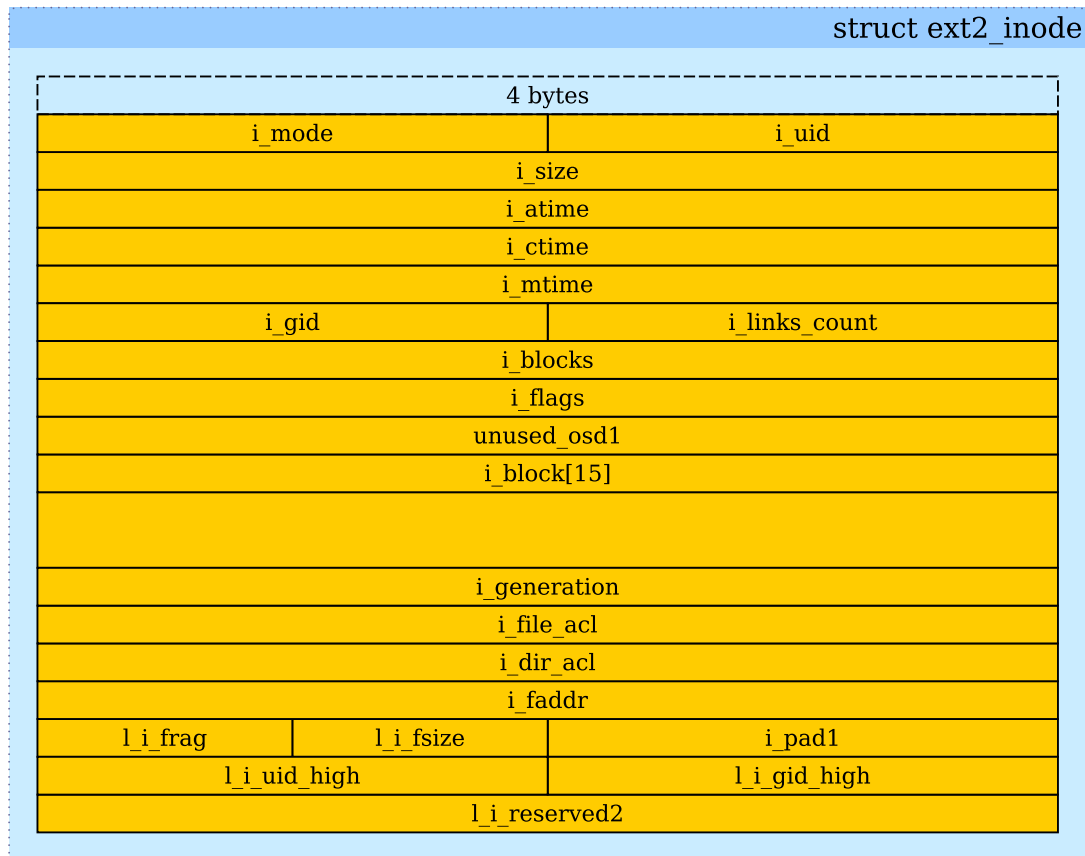 struct ext2_inode
4 bytes
i_mode i_uid
i_size
i_atime
i_ctime
i_mtime
i_gid i_links_count
i_blocks
i_flags
unused_osd1
i_block[15]
i_generation
i_file_acl
i_dir_acl
i_faddr
l_i_frag l_i_fsize i_pad1
l_i_uid_high l_i_gid_high
l_i_reserved2